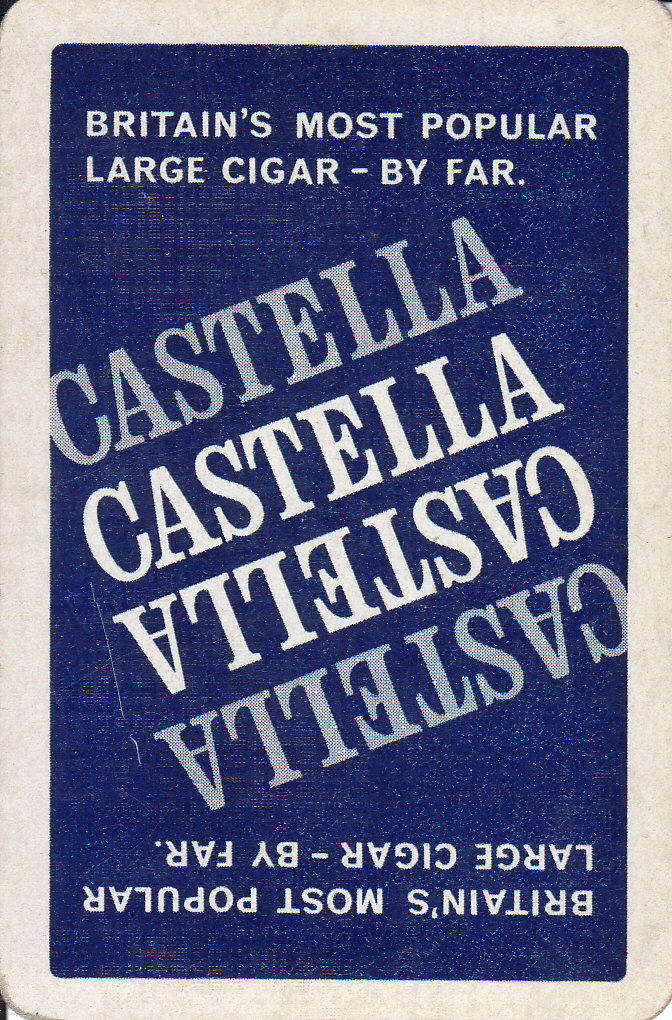 BRITAIN'S MOST POPULAR
LARGE CIGAR – BY FAR.
CASTELLA
CASTELLA
CASTELLA
CASTELLA
LARGE CIGAR – BY FAR.
BRITAIN'S MOST POPULAR